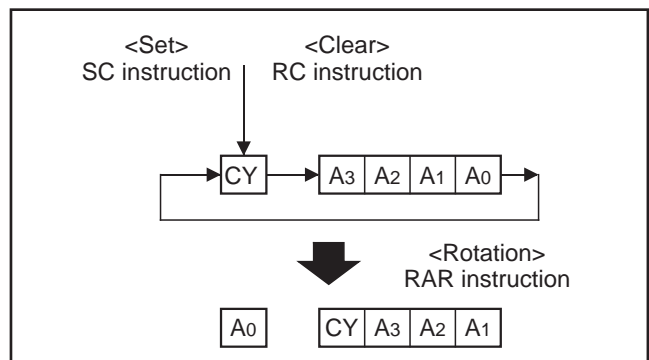 <Set> <Clear>
SC instruction RC instruction
CY A3 A2 A1 A0
<Rotation>
RAR instruction
A0 CY A3 A2 A1